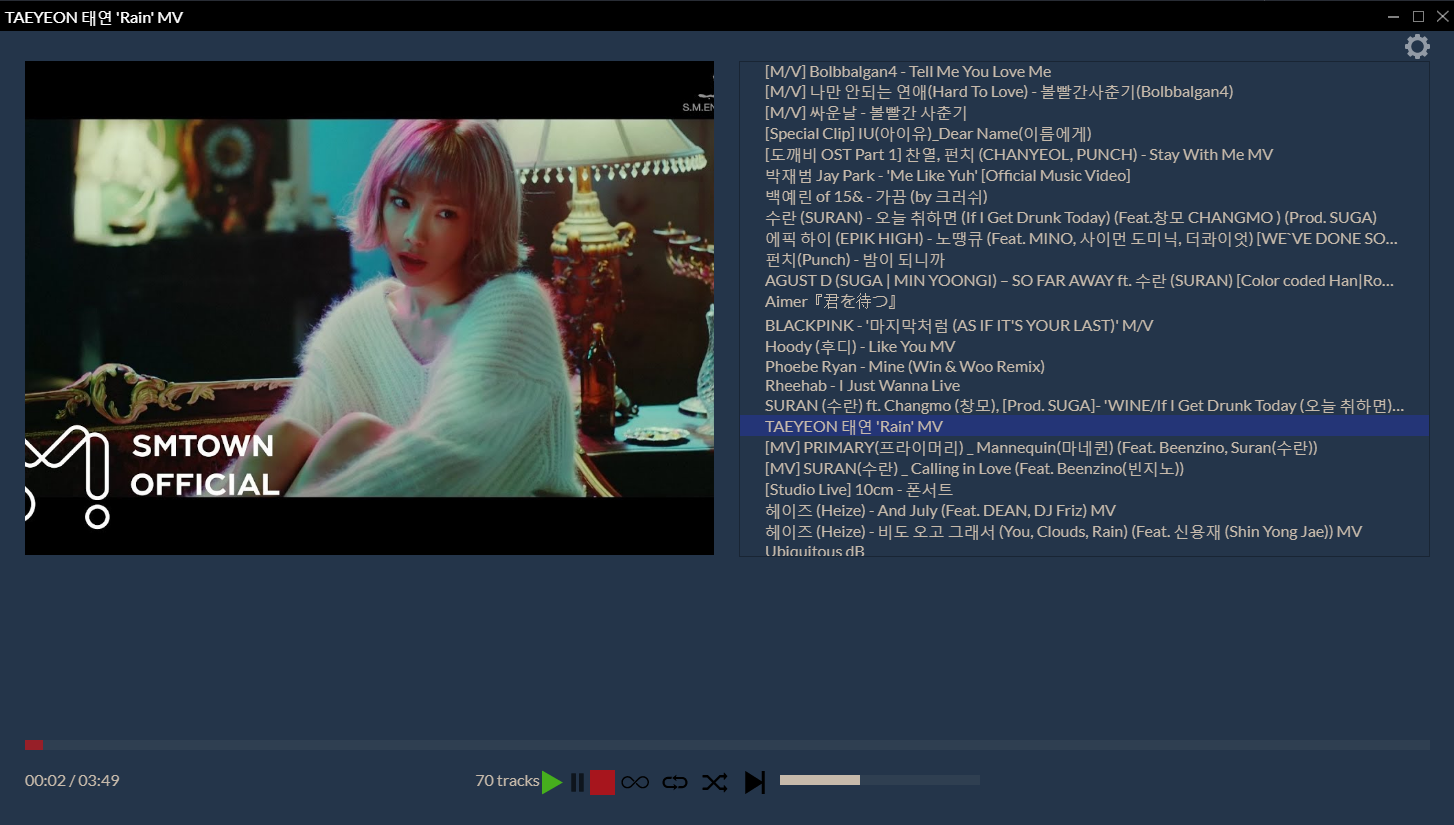 TAEYEON 태연 'Rain' MV
S.M.EN
SMTOWN
OFFICIAL
[M/V] Bolbbalgan4 - Tell Me You Love Me
[M/V] 나만 안되는 연애(Hard To Love) - 볼빨간사춘기(Bolbbalgan4)
[M/V] 싸운날 - 볼빨간 사춘기
[Special Clip] IU(아이유)_Dear Name(이름에게)
[도깨비 OST Part 1] 찬열, 펀치 (CHANYEOL, PUNCH) - Stay With Me MV
박재범 Jay Park - 'Me Like Yuh' [Official Music Video]
백예린 of 15& - 가끔 (by 크러쉬)
수란 (SURAN) - 오늘 취하면 (If I Get Drunk Today) (Feat.창모 CHANGMO ) (Prod. SUGA)
에픽 하이 (EPIK HIGH) - 노땡큐 (Feat. MINO, 사이먼 도미닉, 더콰이엇) [WE`VE DONE SO...
펀치(Punch) - 밤이 되니까
AGUST D (SUGA | MIN YOONGI) – SO FAR AWAY ft. 수란 (SURAN) [Color coded Han|Ro...
Aimer『君を待つ』
BLACKPINK - '마지막처럼 (AS IF IT'S YOUR LAST)' M/V
Hoody (후디) - Like You MV
Phoebe Ryan - Mine (Win & Woo Remix)
Rheehab - I Just Wanna Live
SURAN (수란) ft. Changmo (창모), [Prod. SUGA]- 'WINE/If I Get Drunk Today (오늘 취하면)...
TAEYEON 태연 'Rain' MV
[MV] PRIMARY(프라이머리) _ Mannequin(마네퀸) (Feat. Beenzino, Suran(수란))
[MV] SURAN(수란) _ Calling in Love (Feat. Beenzino(빈지노))
[Studio Live] 10cm - 폰서트
헤이즈 (Heize) - And July (Feat. DEAN, DJ Friz) MV
헤이즈 (Heize) - 비도 오고 그래서 (You, Clouds, Rain) (Feat. 신용재 (Shin Yong Jae)) MV
Ubiquitous dB
00:02 / 03:49
70 tracks